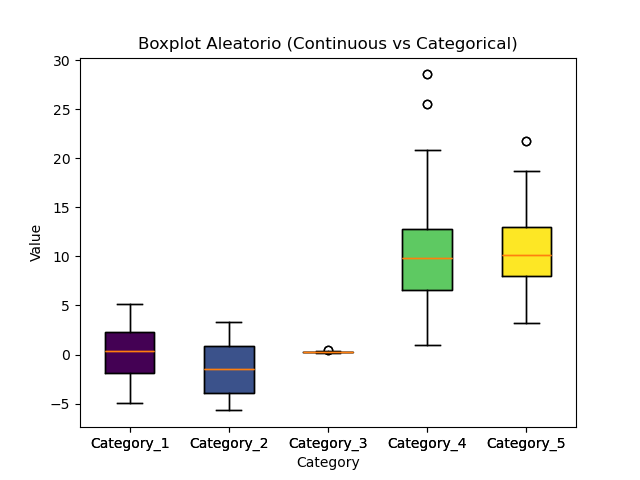 Boxplot Aleatorio (Continuous vs Categorical)
30
25
20
15
10
5
0
−5
Value
Category_1 Category_2 Category_3 Category_4 Category_5
Category